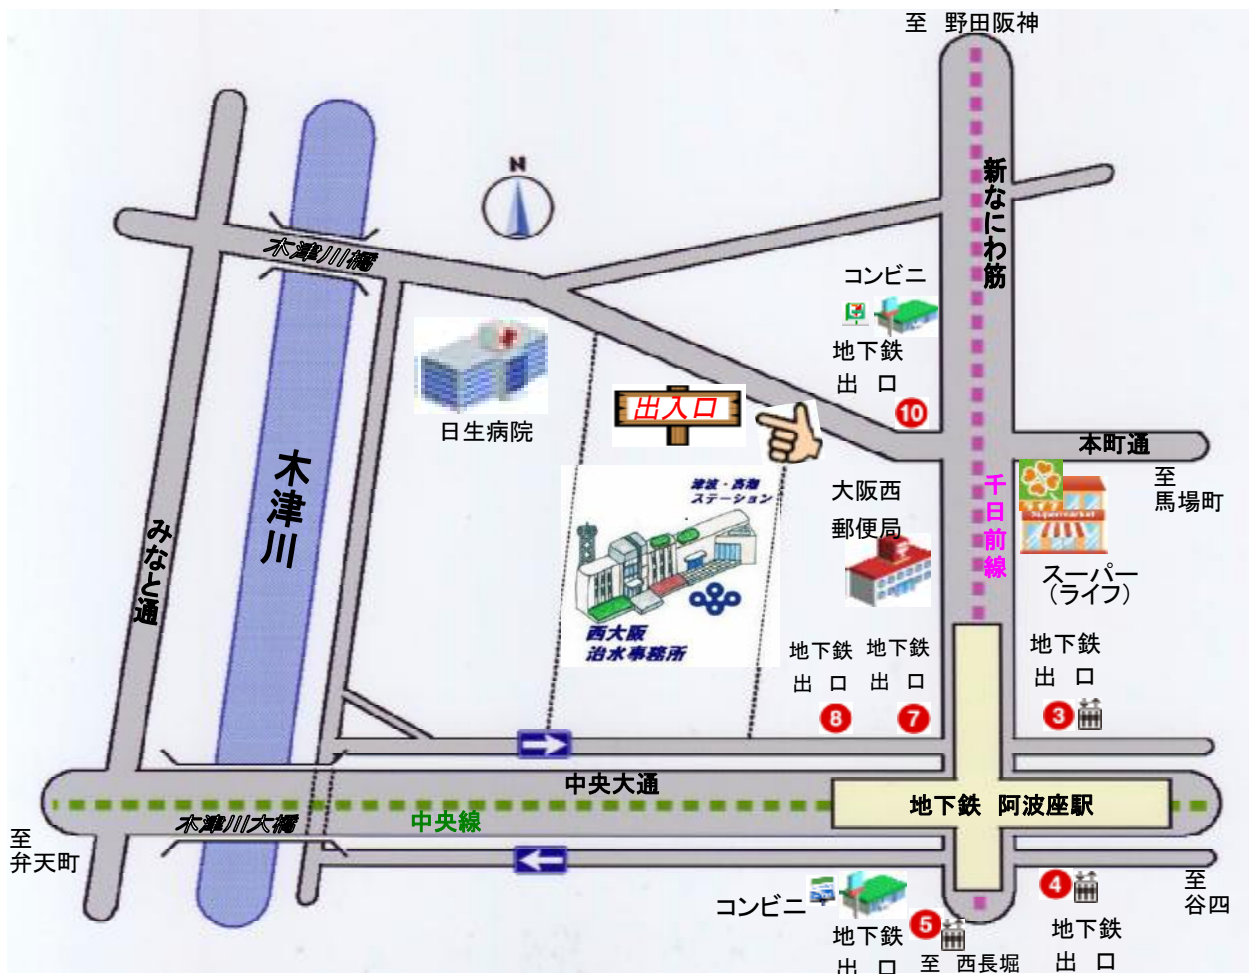 至 野田阪神
新なにわ筋
N
木津川橋
コンビニ
地下鉄
出 口
10
日生病院
出入口
本町通
至
馬場町
木津川
みなと通
津波・高潮
ステーション
西大阪
治水事務所
大阪西
郵便局
千日前線
Supermarket
スーパー
(ライフ)
地下鉄
出 口
8
地下鉄
出 口
7
地下鉄
出 口
3
中央大通
中央線
木津川大橋
地下鉄 阿波座駅
至
弁天町
至
谷四
コンビニ
地下鉄
出 口
5
至 西長堀
4
地下鉄
出 口